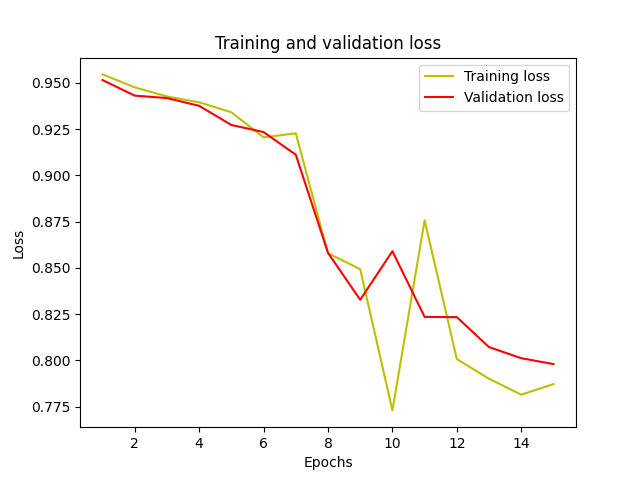 Training and validation loss
Training loss
Validation loss
0.950
0.925
0.900
0.875
0.850
0.825
0.800
0.775
Loss
2 4 6 8 10 12 14
Epochs